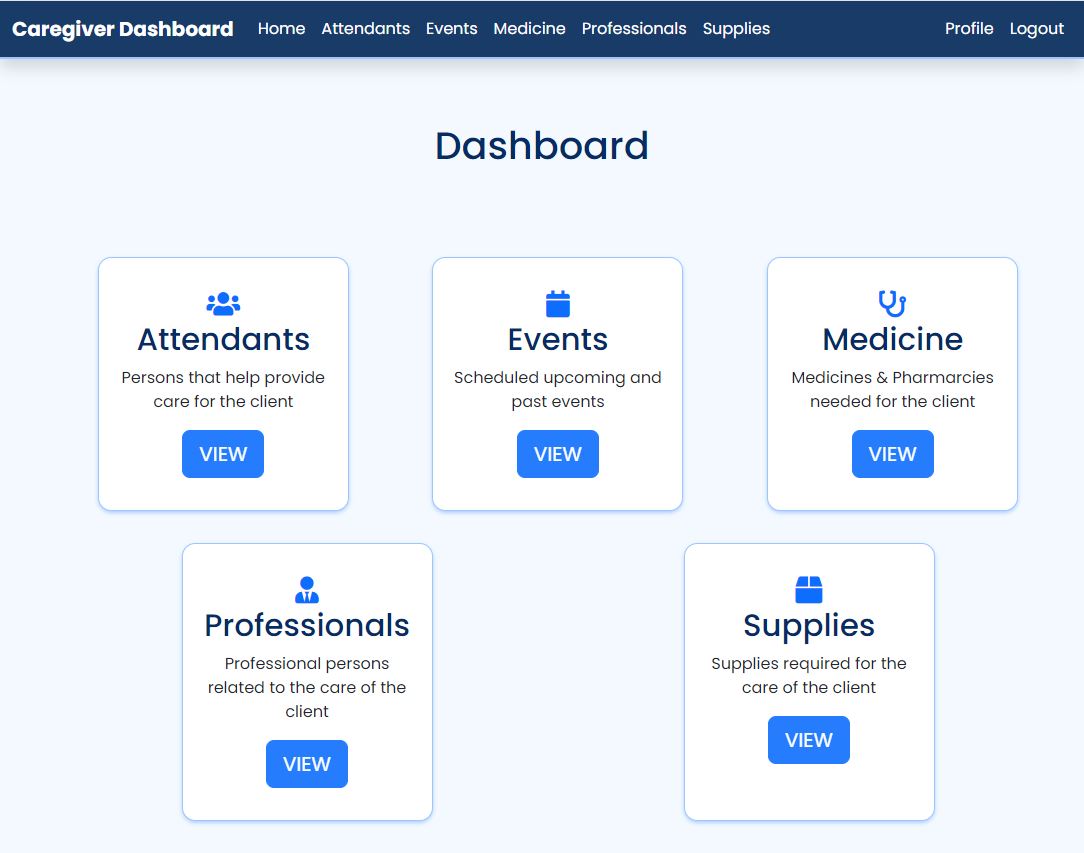 Caregiver Dashboard Home Attendants Events Medicine Professionals Supplies Profile Logout
Dashboard
Attendants
Persons that help provide
care for the client
VIEW
Events
Scheduled upcoming and
past events
VIEW
Medicine
Medicines & Pharmarcies
needed for the client
VIEW
Professionals
Professional persons
related to the care of the
client
VIEW
Supplies
Supplies required for the
care of the client
VIEW